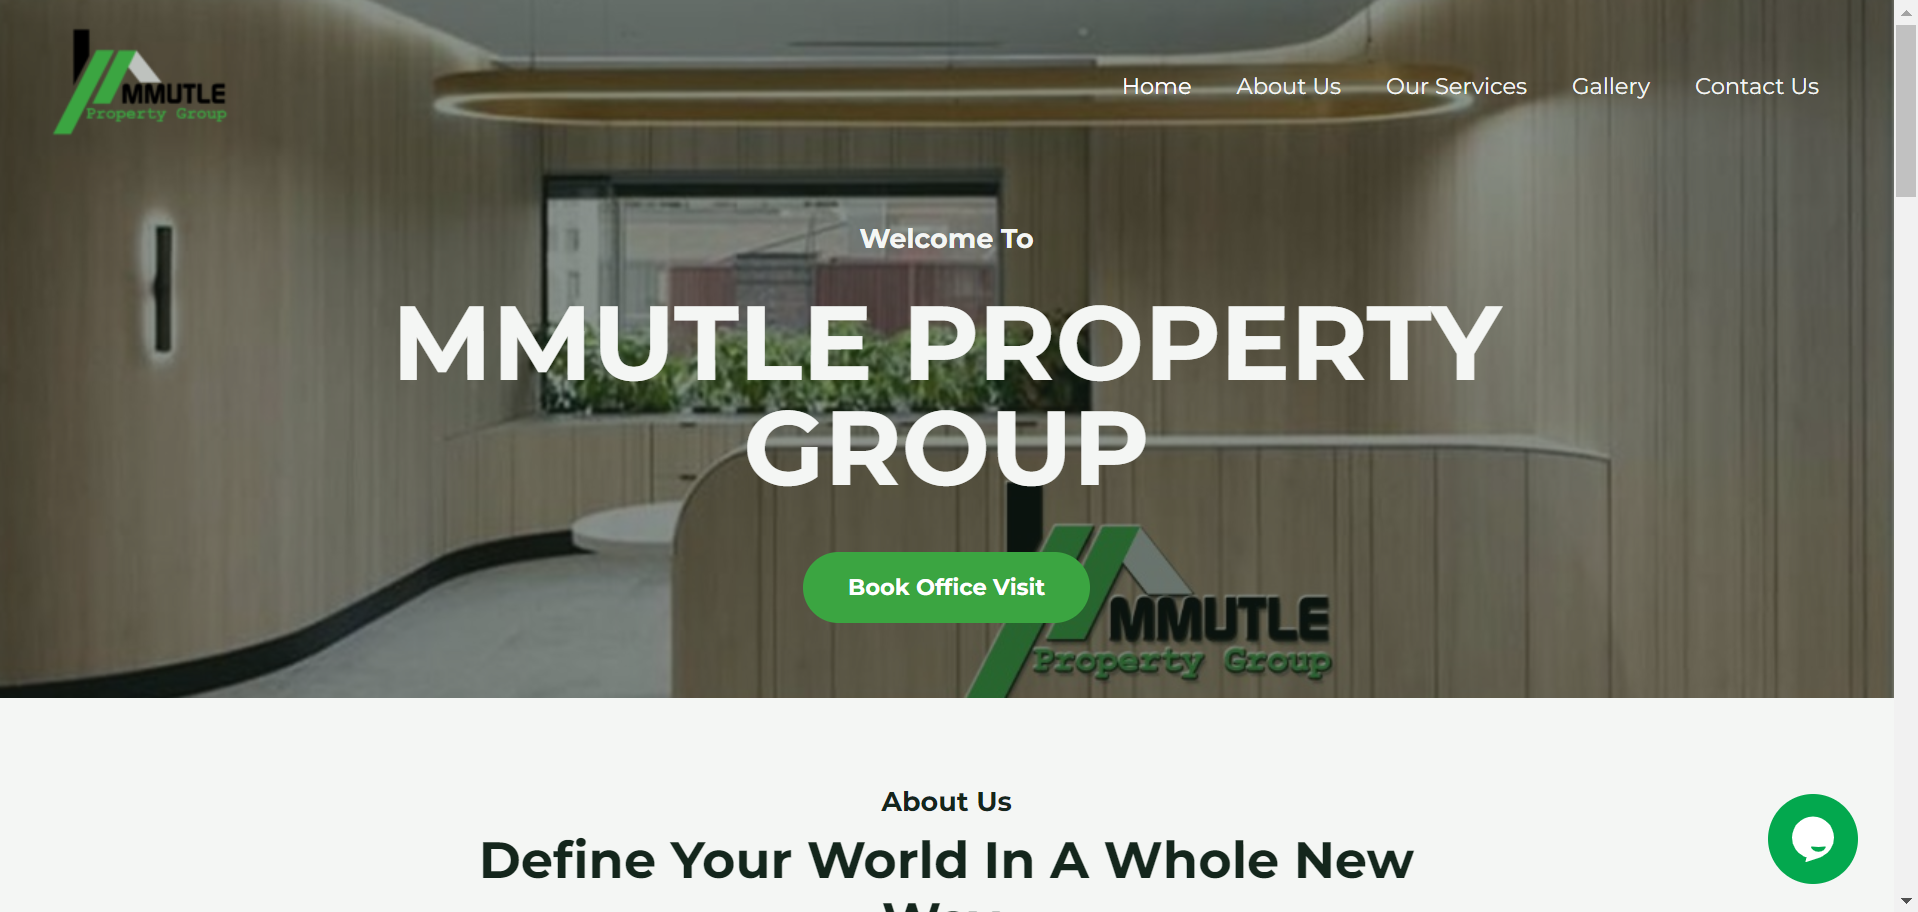 MMUTLE
Property Group
Home
About Us
Our Services
Gallery
Contact Us
Welcome To
MMUTLE PROPERTY
GROUP
Book Office Visit
MMUTLE
Property Group
About Us
Define Your World In A Whole New